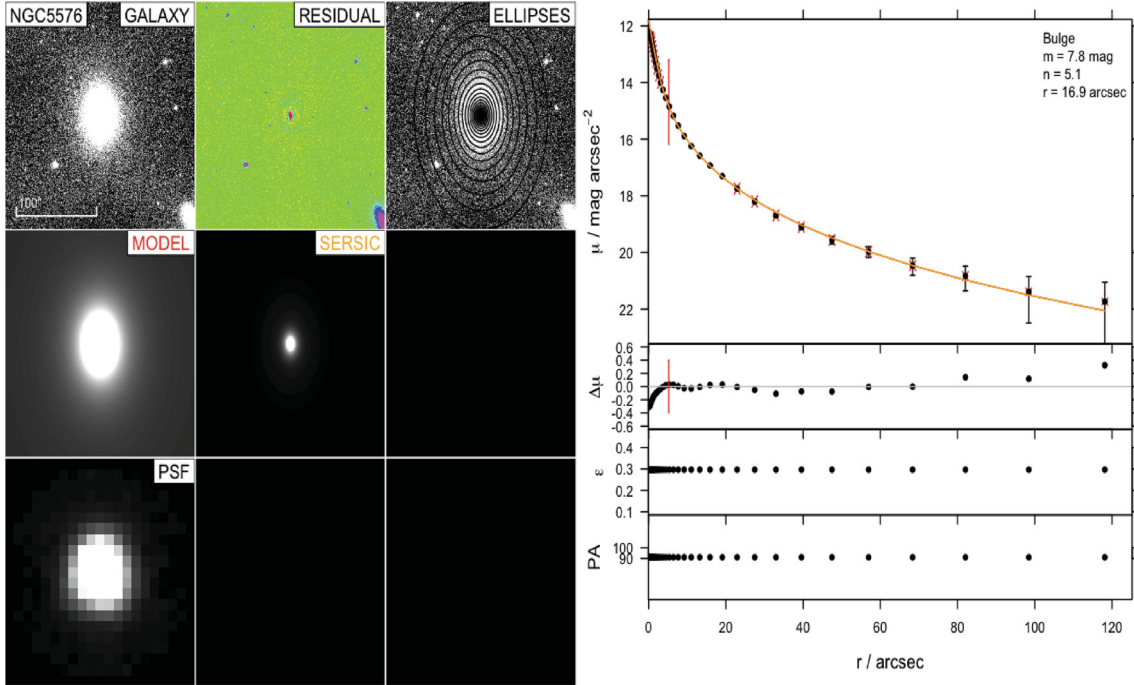 NGC5576
GALAXY
RESIDUAL
ELLIPSES
100"
MODEL
SERSIC
PSF
Bulge
m = 7.8 mag
n = 5.1
r = 16.9 arcsec
μ / mag arcsec⁻²
12
14
16
18
20
22
Δμ
0.6
0.4
0.2
0.0
-0.2
-0.4
-0.6
ε
0.4
0.3
0.2
0.1
PA
100
90
0
20
40
60
80
100
120
r / arcsec